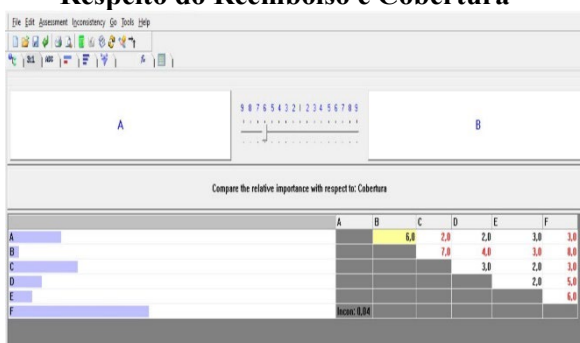 Respeito do Reembolso e Cobertura
File Edit Assessment Inconsistency Go Tools Help
3:1 ABC
A
9 8 7 6 5 4 3 2 1 2 3 4 5 6 7 8 9
B
Compare the relative importance with respect to: Cobertura
A B C D E F
A 6,0 2,0 2,0 3,0 3,0
B 7,0 4,0 3,0 8,0
C 3,0 2,0 3,0
D 2,0 5,0
E 6,0
F Incon: 0,04